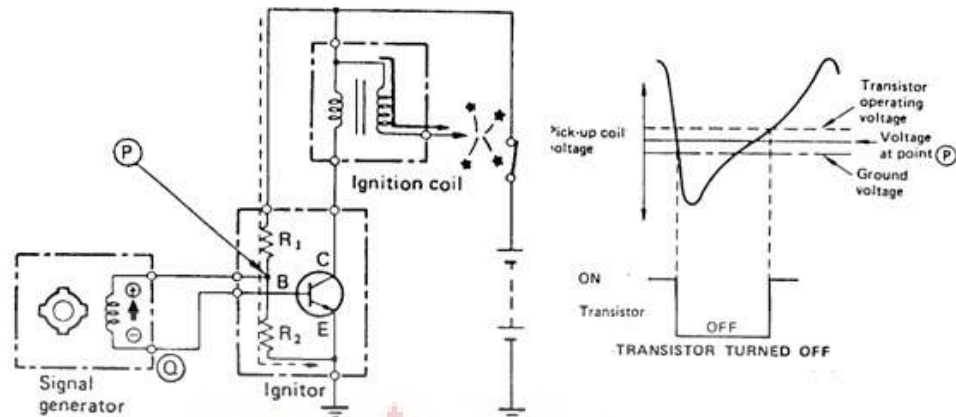 Ignition coil
P
R1
C
B
E
R2
Q
Signal
generator
Ignitor
Transistor
operating
voltage
Pick-up coil
voltage
Voltage
at point P
Ground
voltage
ON
Transistor
OFF
TRANSISTOR TURNED OFF